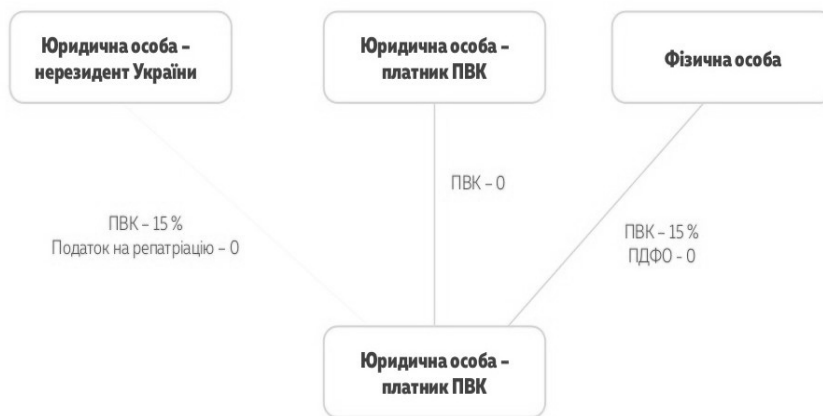 Юридична особа –
нерезидент України
Юридична особа –
платник ПВК
Фізична особа
ПВК – 0
ПВК – 15 %
Податок на репатріацію – 0
ПВК – 15 %
ПДФО - 0
Юридична особа –
платник ПВК